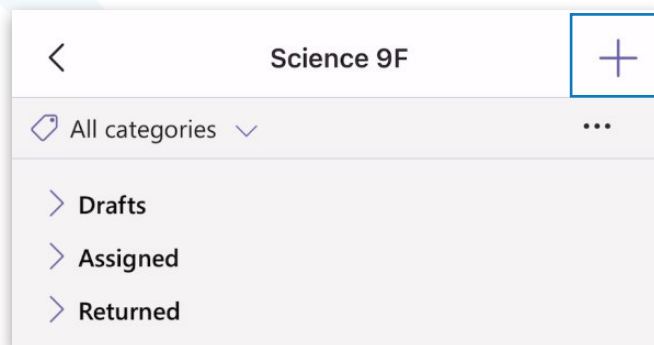 Science 9F
All categories
Drafts
Assigned
Returned